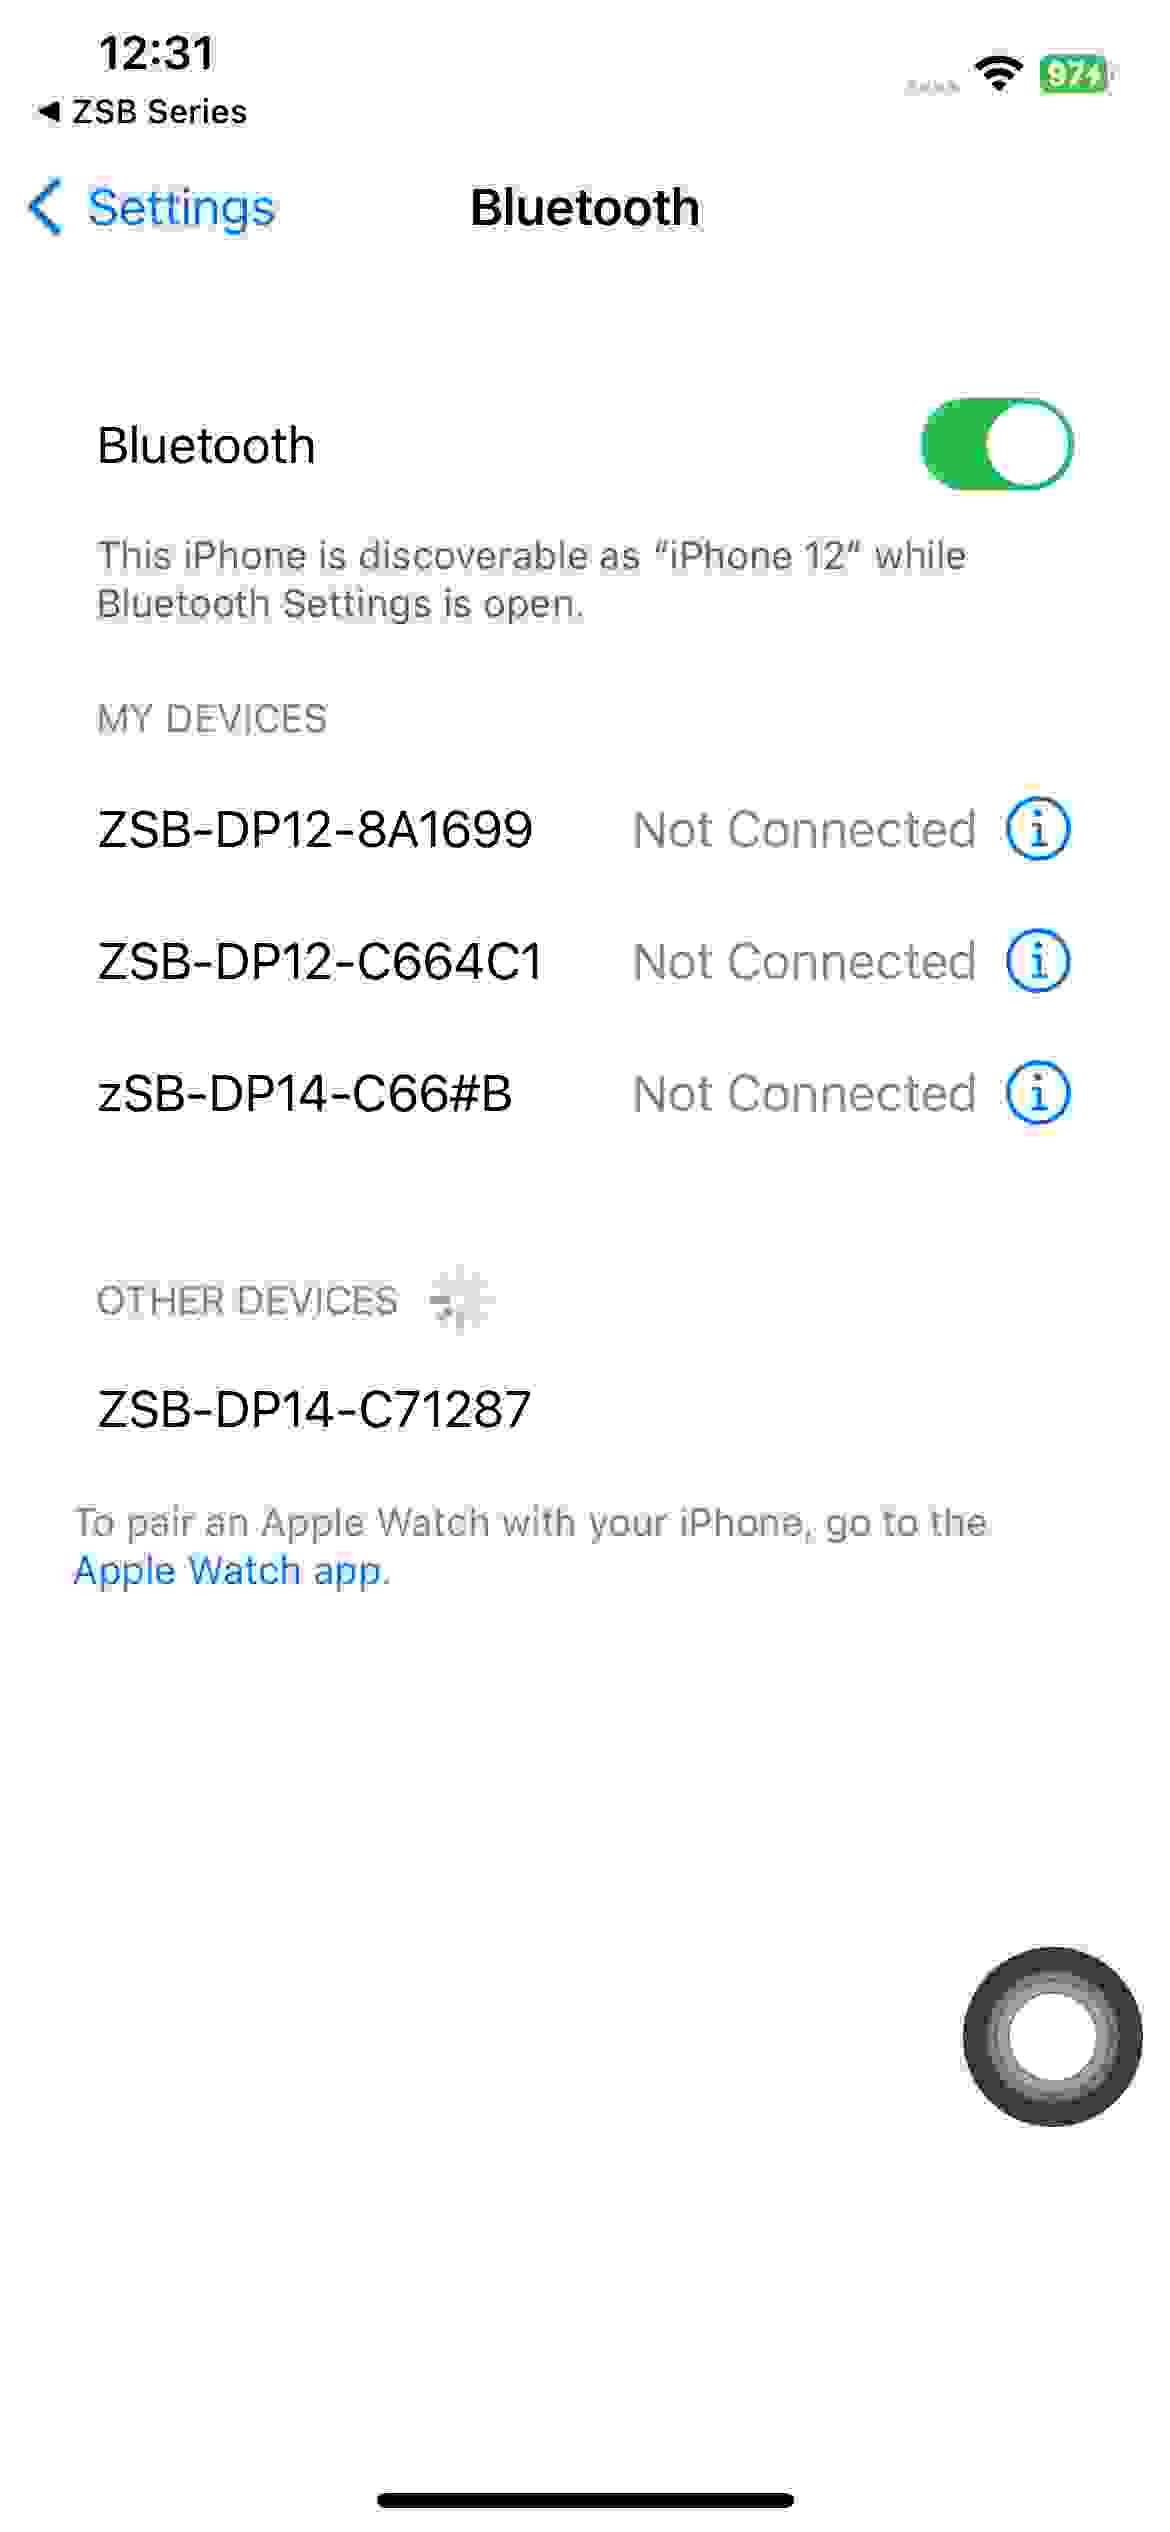 12:31
97
◀ ZSB Series
Settings
Bluetooth
Bluetooth
This iPhone is discoverable as “iPhone 12” while
Bluetooth Settings is open.
MY DEVICES
ZSB-DP12-8A1699 Not Connected
ZSB-DP12-C664C1 Not Connected
zSB-DP14-C66#B Not Connected
OTHER DEVICES
ZSB-DP14-C71287
To pair an Apple Watch with your iPhone, go to the
Apple Watch app.